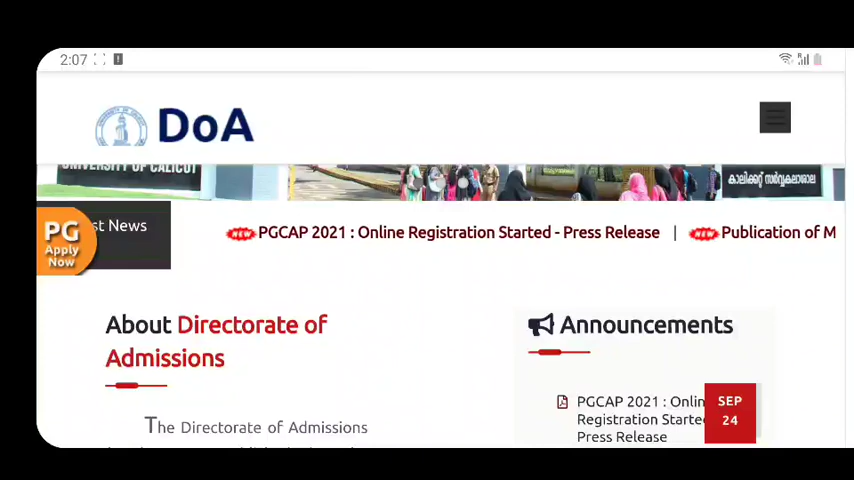 2:07
DoA
UNIVERSITY OF CALICUT
കാലിക്കറ്റ് സർവ്വകലാശാല
PG
Apply
Now
st News
NEW PGCAP 2021 : Online Registration Started - Press Release | NEW Publication of M
About Directorate of
Admissions
Announcements
PGCAP 2021 : Onlin
Registration Starte
Press Release
SEP
24
The Directorate of Admissions